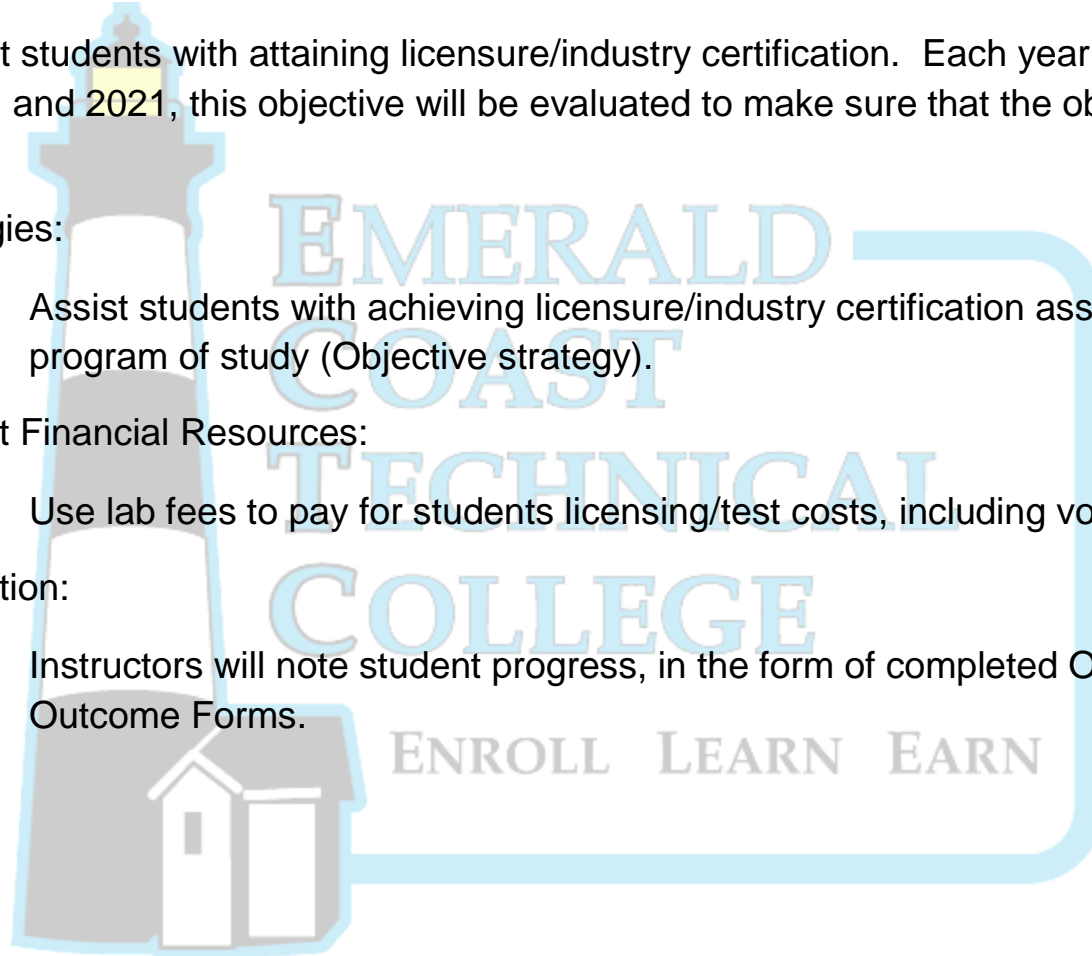 t students with attaining licensure/industry certification.  Each year
and 2021, this objective will be evaluated to make sure that the ob
gies:
EMERALD
Assist students with achieving licensure/industry certification ass
program of study (Objective strategy).
COAST
t Financial Resources:
TECHNICAL
Use lab fees to pay for students licensing/test costs, including vo
COLLEGE
tion:
Instructors will note student progress, in the form of completed O
Outcome Forms.
ENROLL LEARN EARN